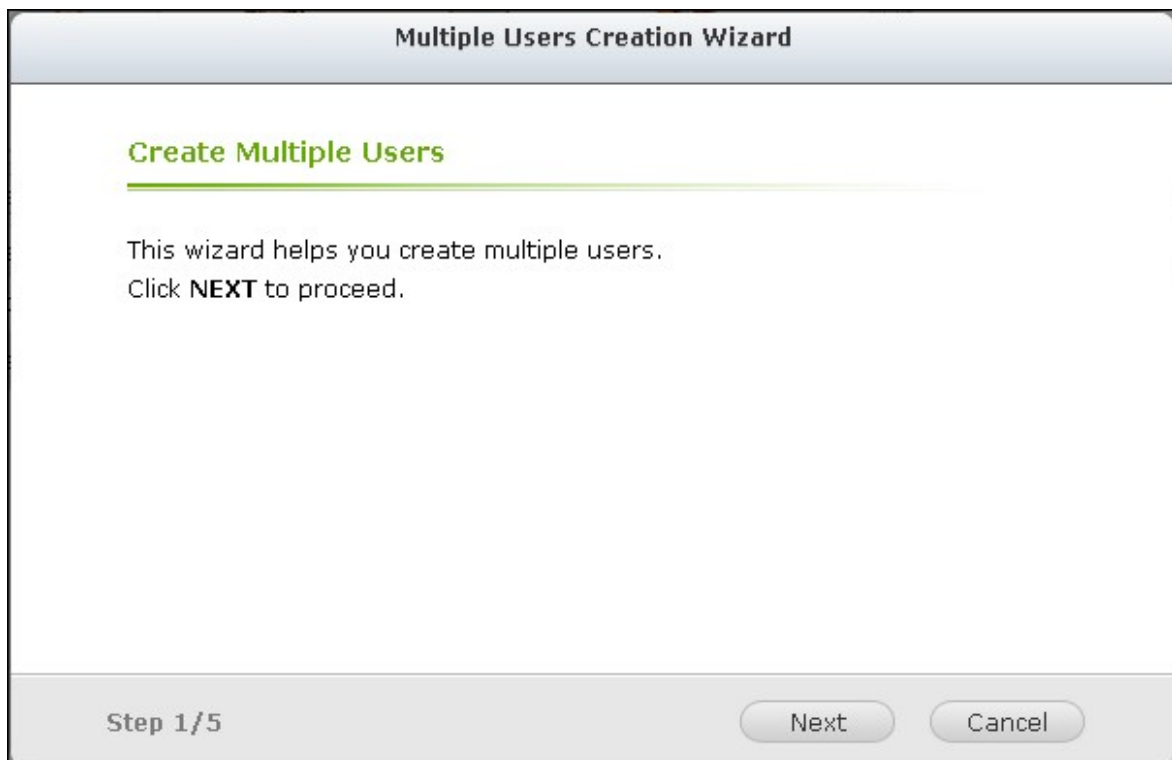 Multiple Users Creation Wizard
Create Multiple Users
This wizard helps you create multiple users.
Click NEXT to proceed.
Step 1/5
Next
Cancel